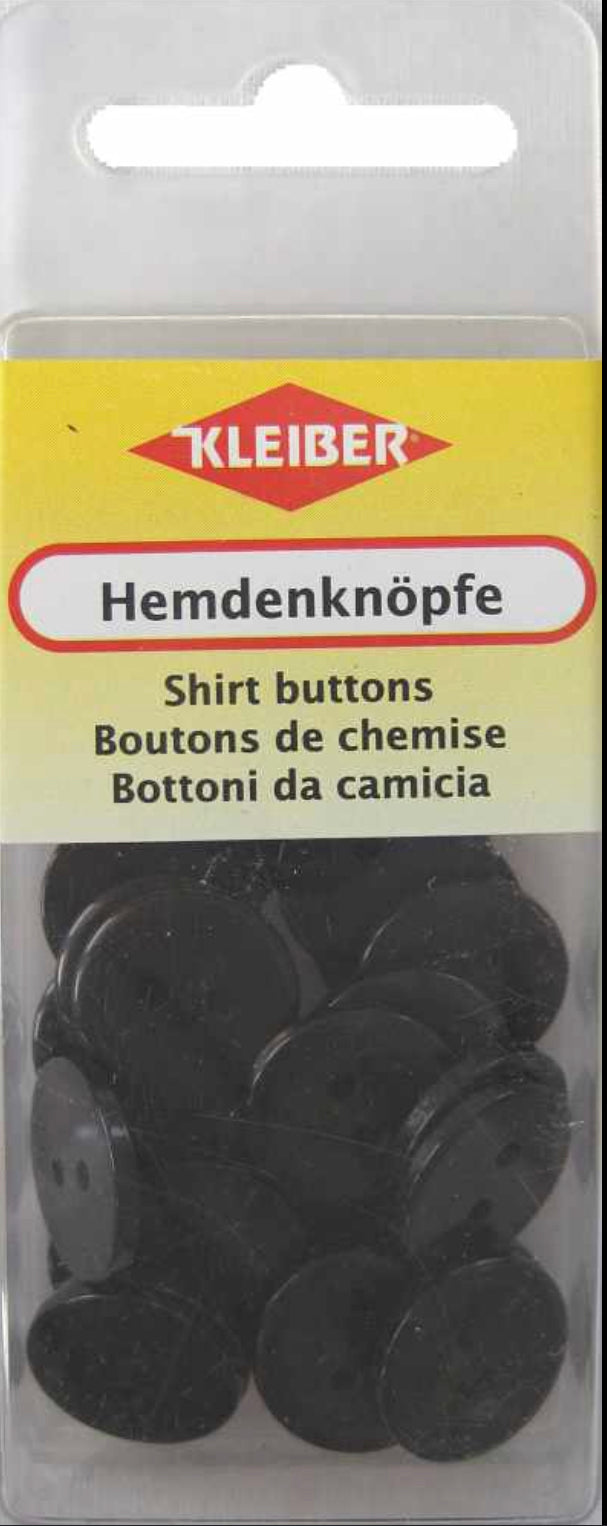 KLEIBER
Hemdenknöpfe
Shirt buttons
Boutons de chemise
Bottoni da camicia